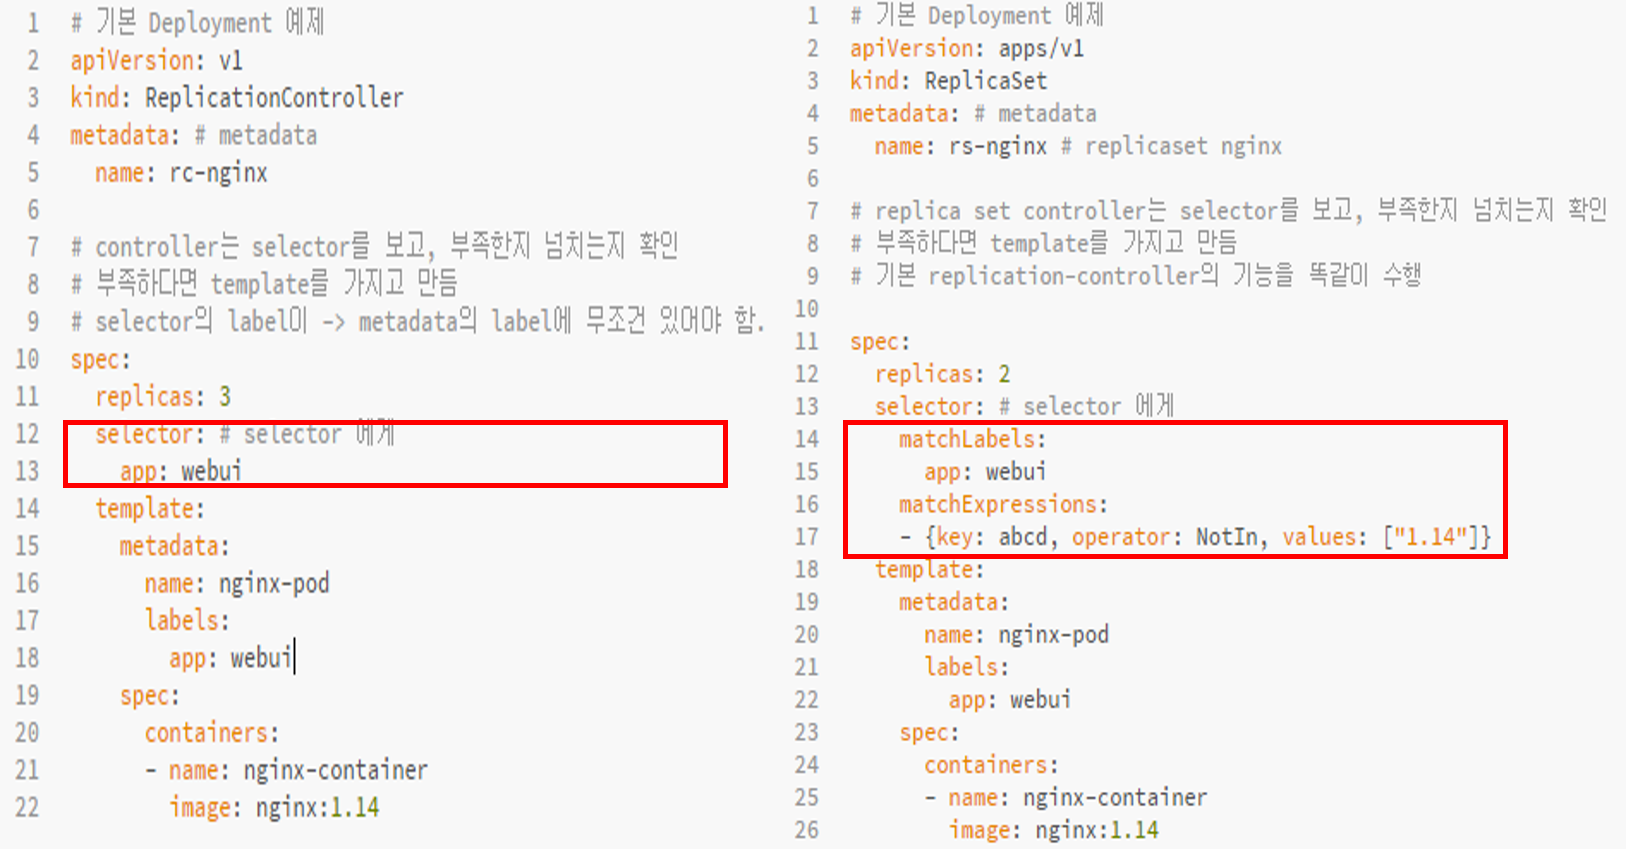 1 # 기본 Deployment 예제
2 apiVersion: v1
3 kind: ReplicationController
4 metadata: # metadata
5 name: rc-nginx
6
7 # controller는 selector를 보고, 부족한지 넘치는지 확인
8 # 부족하다면 template를 가지고 만듬
9 # selector의 label이 -> metadata의 label에 무조건 있어야 함.
10 spec:
11 replicas: 3
12 selector: # selector 에게
13 app: webui
14 template:
15 metadata:
16 name: nginx-pod
17 labels:
18 app: webui
19 spec:
20 containers:
21 - name: nginx-container
22 image: nginx:1.14
1 # 기본 Deployment 예제
2 apiVersion: apps/v1
3 kind: ReplicaSet
4 metadata: # metadata
5 name: rs-nginx # replicaset nginx
6
7 # replica set controller는 selector를 보고, 부족한지 넘치는지 확인
8 # 부족하다면 template를 가지고 만듬
9 # 기본 replication-controller의 기능을 똑같이 수행
10
11 spec:
12 replicas: 2
13 selector: # selector 에게
14 matchLabels:
15 app: webui
16 matchExpressions:
17 - {key: abcd, operator: NotIn, values: ["1.14"]}
18 template:
19 metadata:
20 name: nginx-pod
21 labels:
22 app: webui
23 spec:
24 containers:
25 - name: nginx-container
26 image: nginx:1.14